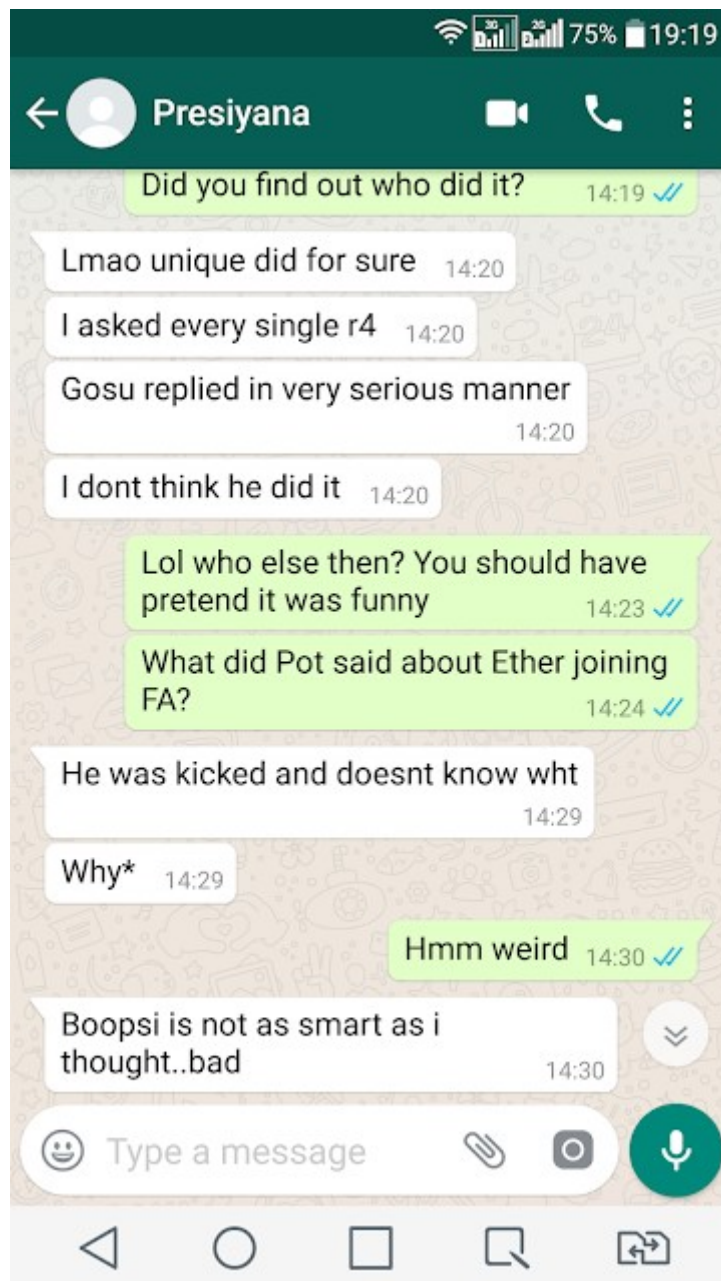 75% 19:19
Presiyana
Did you find out who did it? 14:19
Lmao unique did for sure 14:20
I asked every single r4 14:20
Gosu replied in very serious manner
14:20
I dont think he did it 14:20
Lol who else then? You should have
pretend it was funny 14:23
What did Pot said about Ether joining
FA? 14:24
He was kicked and doesnt know wht
14:29
Why* 14:29
Hmm weird 14:30
Boopsi is not as smart as i
thought..bad 14:30
Type a message